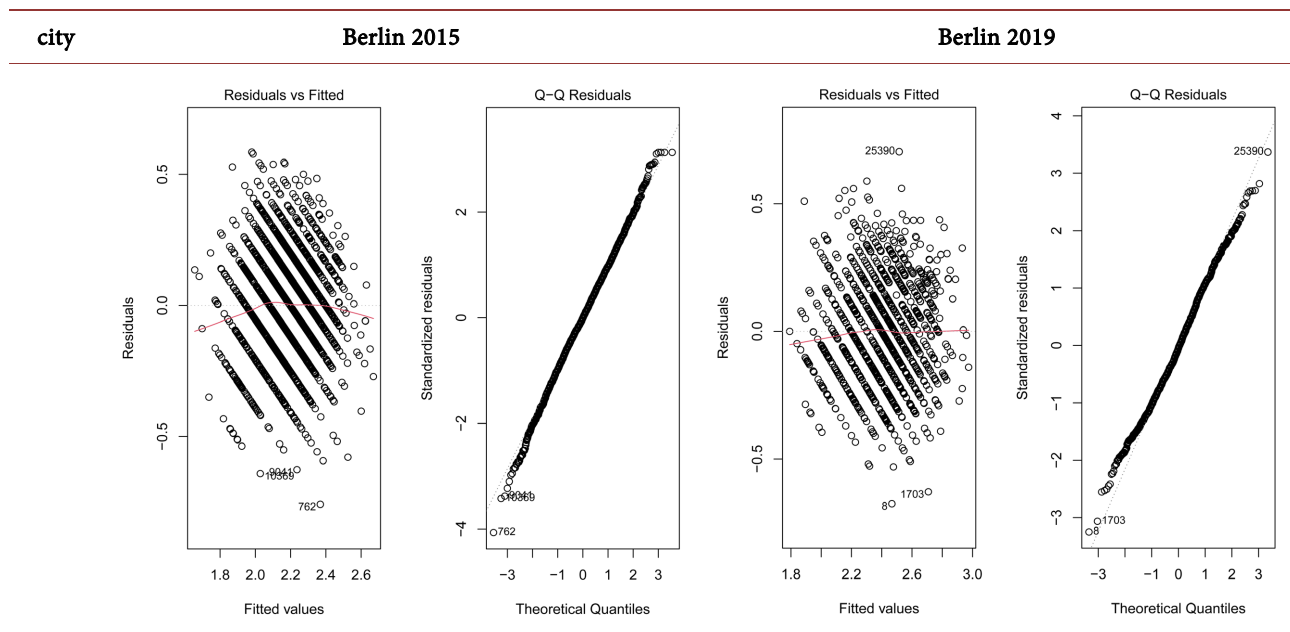 city Berlin 2015 Berlin 2019
Residuals vs Fitted Q−Q Residuals Residuals vs Fitted Q−Q Residuals
Residuals
0.5
0.0
−0.5
9041
10369
762
1.8 2.0 2.2 2.4 2.6
Fitted values
Standardized residuals
2
0
−2
−4
9041
10369
762
−3 −2 −1 0 1 2 3
Theoretical Quantiles
Residuals
0.5
0.0
−0.5
25390
1703
8
1.8 2.2 2.6 3.0
Fitted values
Standardized residuals
4
3
2
1
0
−1
−2
−3
25390
1703
8
−3 −1 0 1 2 3
Theoretical Quantiles